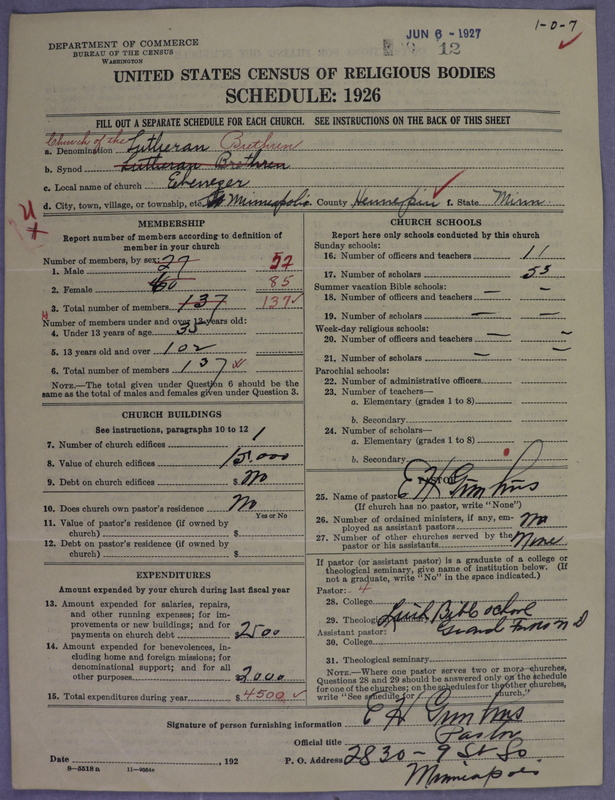 1-0-7
JUN 6 - 1927
12
DEPARTMENT OF COMMERCE
BUREAU OF THE CENSUS
WASHINGTON
UNITED STATES CENSUS OF RELIGIOUS BODIES
SCHEDULE: 1926
FILL OUT A SEPARATE SCHEDULE FOR EACH CHURCH. SEE INSTRUCTIONS ON THE BACK OF THIS SHEET
Church of the
a. Denomination Lutheran Brethren
b. Synod Lutheran Brethren
c. Local name of church Ebenezer
d. City, town, village, or township, etc. Minneapolis e. County Hennepin f. State Minn
MEMBERSHIP
Report number of members according to definition of
member in your church
Number of members, by sex:
1. Male 27 52
2. Female 60 85
3. Total number of members 137 137
Number of members under and over 13 years old:
4. Under 13 years of age 35
5. 13 years old and over 102
6. Total number of members 137
NOTE.—The total given under Question 6 should be
same as the total of males and females given under Question 3.
CHURCH BUILDINGS
See instructions, paragraphs 10 to 12
7. Number of church edifices 1
8. Value of church edifices 15.000
9. Debt on church edifices $ No
10. Does church own pastor's residence No
Yes or No
11. Value of pastor's residence (if owned by
church) $
12. Debt on pastor's residence (if owned by
church) $
EXPENDITURES
Amount expended by your church during last fiscal year
13. Amount expended for salaries, repairs,
and other running expenses; for im-
provements or new buildings; and for
payments on church debt 2500
14. Amount expended for benevolences, in-
cluding home and foreign missions; for
denominational support; and for all
other purposes 2000
15. Total expenditures during year $ 4500
CHURCH SCHOOLS
Report here only schools conducted by this church
Sunday schools:
16. Number of officers and teachers 11
17. Number of scholars 53
Summer vacation Bible schools:
18. Number of officers and teachers – –
19. Number of scholars – –
Week-day religious schools:
20. Number of officers and teachers – –
21. Number of scholars – –
Parochial schools:
22. Number of administrative officers
23. Number of teachers—
a. Elementary (grades 1 to 8)
b. Secondary
24. Number of scholars—
a. Elementary (grades 1 to 8)
b. Secondary
PASTOR
25. Name of pastor E H
(If church has no pastor, write "None")
26. Number of ordained ministers, if any, em-
ployed as assistant pastors No
27. Number of other churches served by the
pastor or his assistants None
If pastor (or assistant pastor) is a graduate of a college or
theological seminary, give name of institution below. (If
not a graduate, write "No" in the space indicated.)
Pastor: 4
28. College
29. Theological Luth Bible school
Assistant pastor: Grand Forks N D
30. College
31. Theological seminary
NOTE.—Where one pastor serves two or more churches,
Questions 28 and 29 should be answered only on the schedule
for one of the churches; on the schedules for the other churches,
write "See schedule for church."
Signature of person furnishing information E H
Official title Pastor
Date , 192 P. O. Address 2830 – 9 St So
8—5518 D 11—9554 Minneapolis